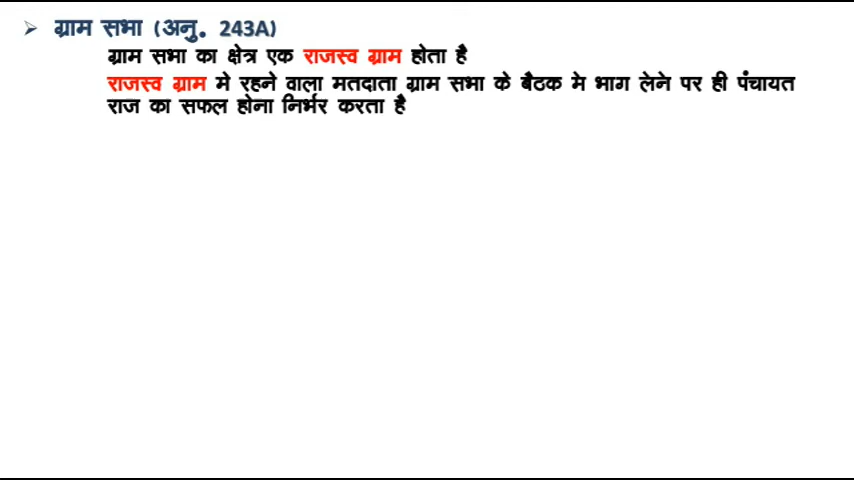 ग्राम सभा (अनु. 243A)
ग्राम सभा का क्षेत्र एक राजस्व ग्राम होता है
राजस्व ग्राम मे रहने वाला मतदाता ग्राम सभा के बैठक मे भाग लेने पर ही पंचायत
राज का सफल होना निर्भर करता है